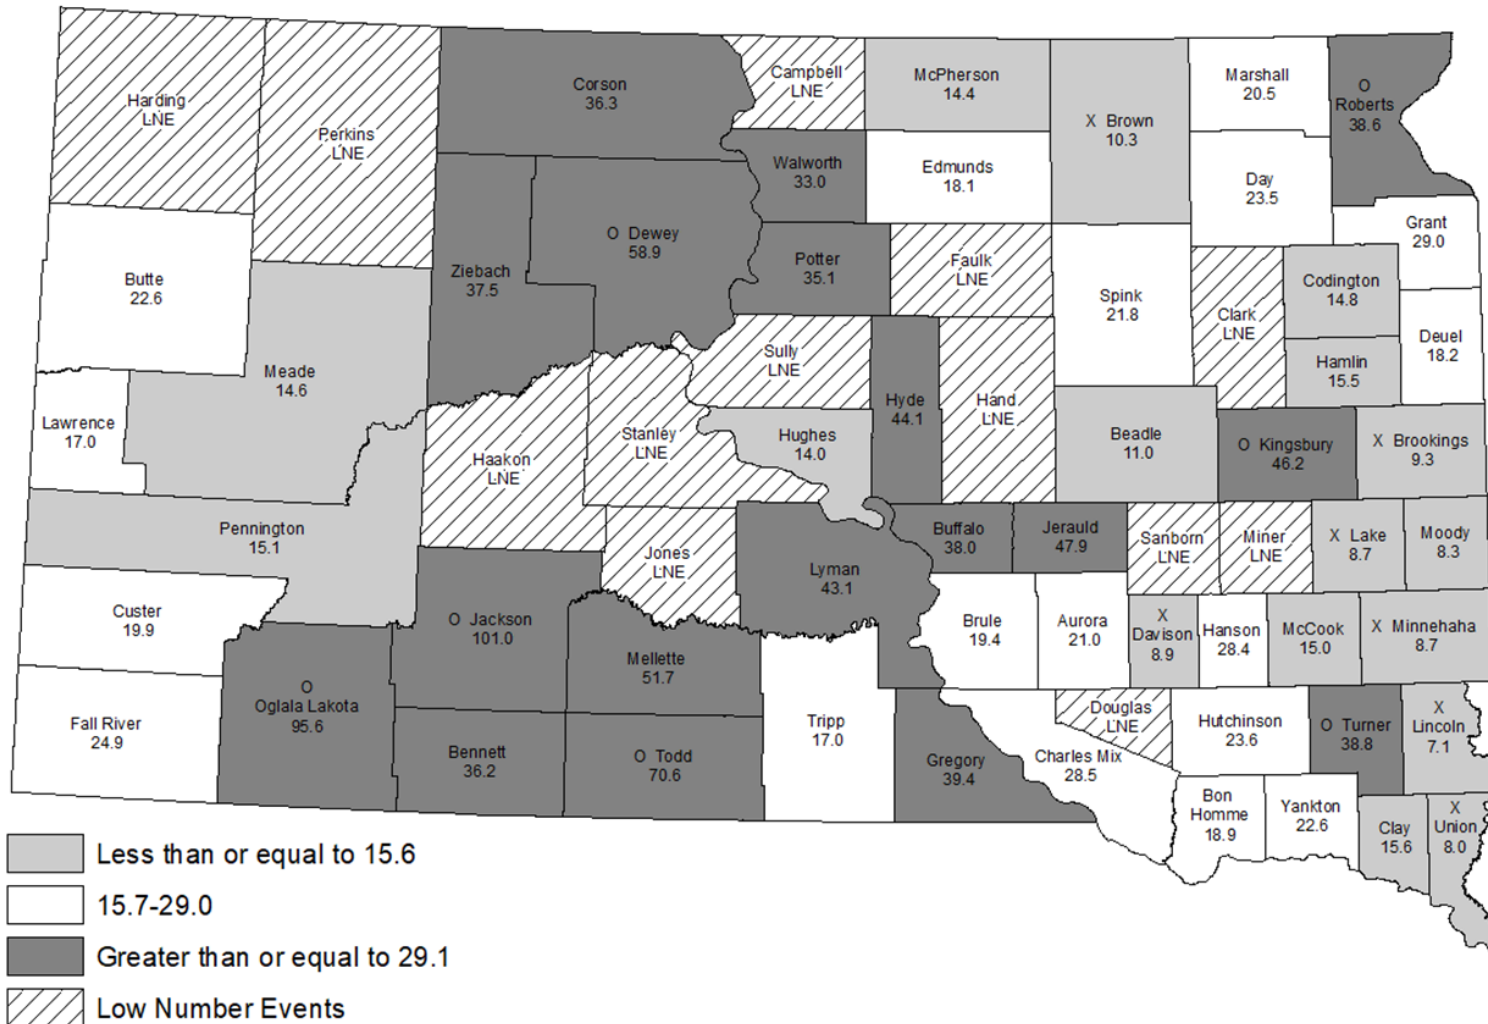 Harding
LNE
Perkins
LNE
Corson
36.3
Campbell
LNE
McPherson
14.4
X Brown
10.3
Marshall
20.5
O
Roberts
38.6
Walworth
33.0
Edmunds
18.1
Day
23.5
Grant
29.0
Butte
22.6
Ziebach
37.5
O Dewey
58.9
Potter
35.1
Faulk
LNE
Spink
21.8
Clark
LNE
Codington
14.8
Deuel
18.2
Meade
14.6
Sully
LNE
Hamlin
15.5
Lawrence
17.0
Haakon
LNE
Stanley
LNE
Hughes
14.0
Hyde
44.1
Hand
LNE
Beadle
11.0
O Kingsbury
46.2
X Brookings
9.3
Pennington
15.1
Jones
LNE
Lyman
43.1
Buffalo
38.0
Jerauld
47.9
Sanborn
LNE
Miner
LNE
X Lake
8.7
Moody
8.3
Custer
19.9
O Jackson
101.0
Mellette
51.7
Brule
19.4
Aurora
21.0
X
Davison
8.9
Hanson
28.4
McCook
15.0
X Minnehaha
8.7
Fall River
24.9
O
Oglala Lakota
95.6
Bennett
36.2
O Todd
70.6
Tripp
17.0
Gregory
39.4
Charles Mix
28.5
Douglas
LNE
Hutchinson
23.6
O Turner
38.8
X
Lincoln
7.1
Bon
Homme
18.9
Yankton
22.6
Clay
15.6
X
Union
8.0
Less than or equal to 15.6
15.7-29.0
Greater than or equal to 29.1
Low Number Events